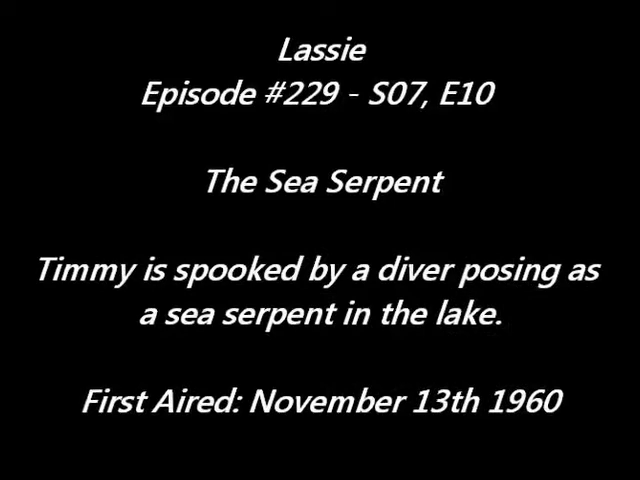 Lassie
Episode #229 - S07, E10
The Sea Serpent
Timmy is spooked by a diver posing as
a sea serpent in the lake.
First Aired: November 13th 1960